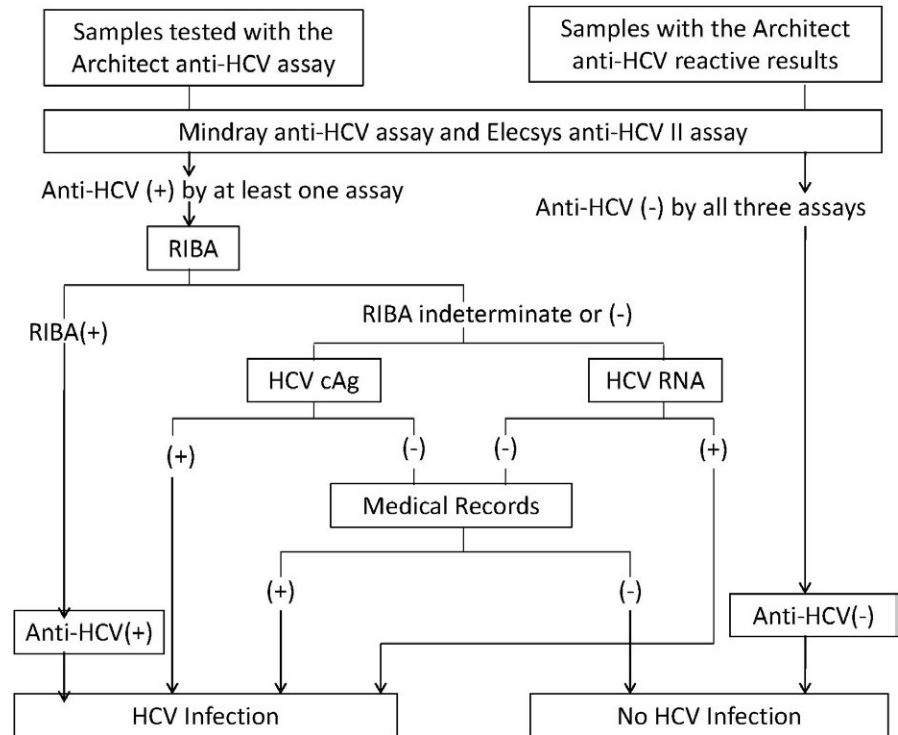 Samples tested with the
Architect anti-HCV assay
Samples with the Architect
anti-HCV reactive results
Mindray anti-HCV assay and Elecsys anti-HCV II assay
Anti-HCV (+) by at least one assay
Anti-HCV (-) by all three assays
RIBA
RIBA(+)
RIBA indeterminate or (-)
HCV cAg
HCV RNA
(+)
(-)
(-)
(+)
Medical Records
(+)
(-)
Anti-HCV(+)
Anti-HCV(-)
HCV Infection
No HCV Infection